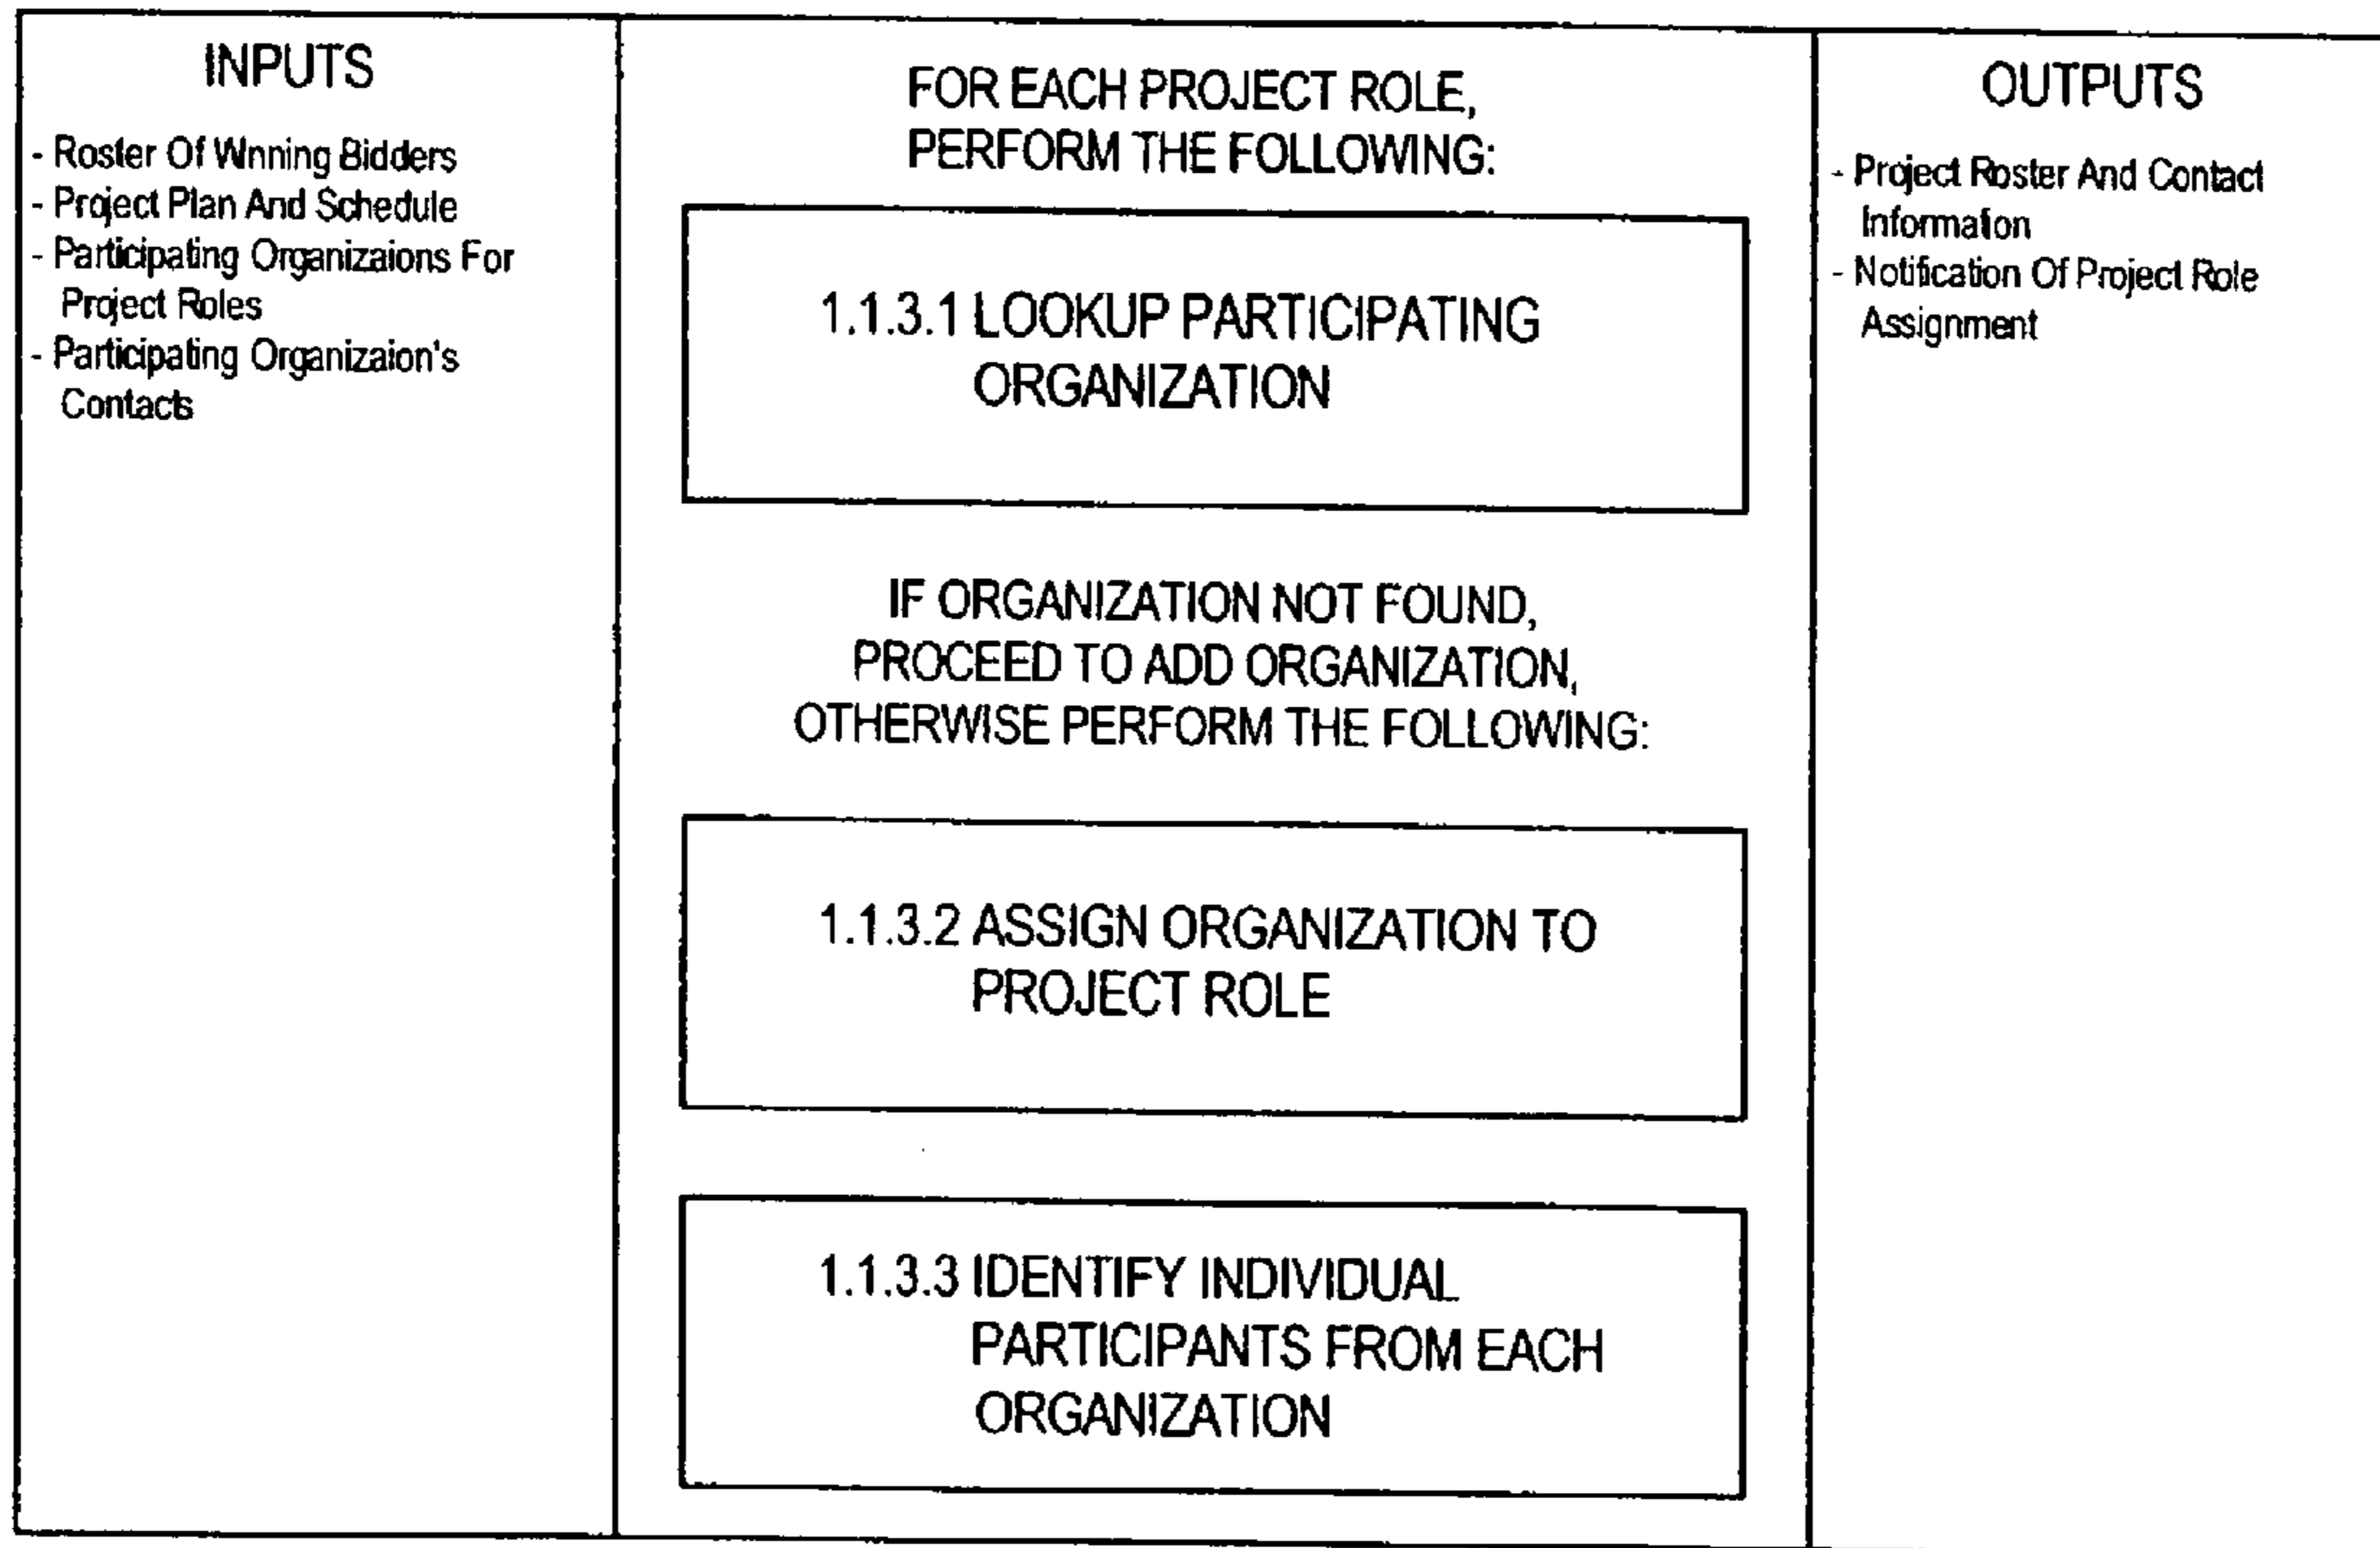 INPUTS
- Roster Of Wnning Bidders
- Project Plan And Schedule
- Participating Organizaions For
Project Roles
- Participating Organizaion's
Contacts
FOR EACH PROJECT ROLE,
PERFORM THE FOLLOWING:
1.1.3.1 LOOKUP PARTICIPATING
ORGANIZATION
IF ORGANIZATION NOT FOUND,
PROCEED TO ADD ORGANIZATION,
OTHERWISE PERFORM THE FOLLOWING:
1.1.3.2 ASSIGN ORGANIZATION TO
PROJECT ROLE
1.1.3.3 IDENTIFY INDIVIDUAL
PARTICIPANTS FROM EACH
ORGANIZATION
OUTPUTS
- Project Roster And Contact
Informaion
- Notification Of Project Role
Assignment